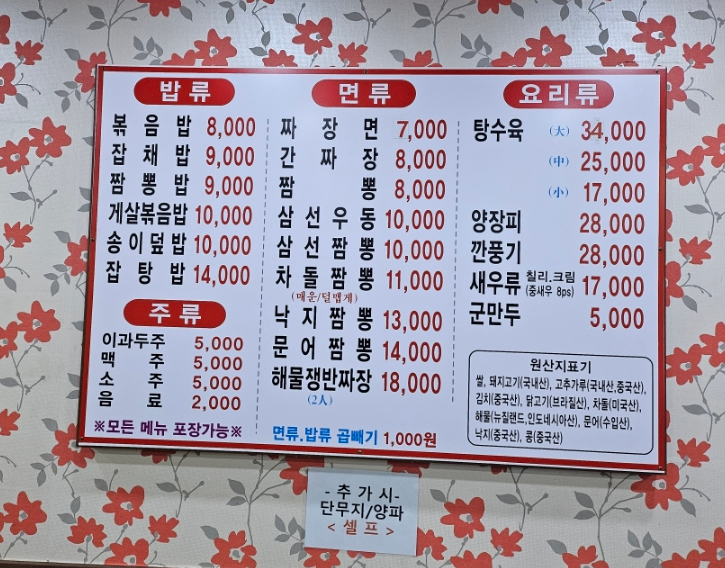 밥류
볶음밥 8,000
잡채밥 9,000
짬뽕밥 9,000
게살볶음밥 10,000
송이덮밥 10,000
잡탕밥 14,000
주류
이과두주 5,000
맥주 5,000
소주 5,000
음료 2,000
※모든 메뉴 포장가능※
면류
짜장면 7,000
간짜장 8,000
짬뽕 8,000
삼선우동 10,000
삼선짬뽕 10,000
차돌짬뽕 11,000
(매운/덜맵게)
낙지짬뽕 13,000
문어짬뽕 14,000
해물쟁반짜장 18,000
(2人)
면류.밥류 곱빼기 1,000원
요리류
탕수육 (大) 34,000
(中) 25,000
(小) 17,000
양장피 28,000
깐풍기 28,000
새우류 칠리.크림 (중새우 8ps) 17,000
군만두 5,000
원산지표기
쌀, 돼지고기(국내산), 고추가루(국내산,중국산),
김치(중국산), 닭고기(브라질산), 차돌(미국산),
해물(뉴질랜드,인도네시아산), 문어(수입산),
낙지(중국산), 콩(중국산)
- 추가시-
단무지/양파
< 셀프 >